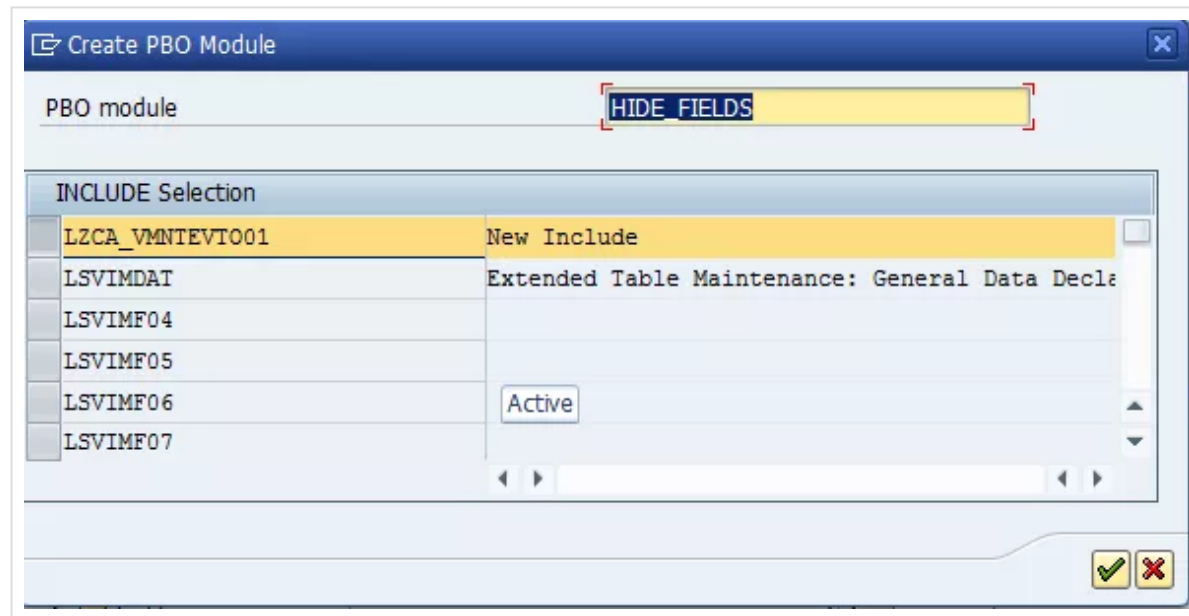 Create PBO Module
PBO module HIDE_FIELDS
INCLUDE Selection
LZCA_VMNTEVTO01 New Include
LSVIMDAT Extended Table Maintenance: General Data Decla
LSVIMF04
LSVIMF05
LSVIMF06 Active
LSVIMF07